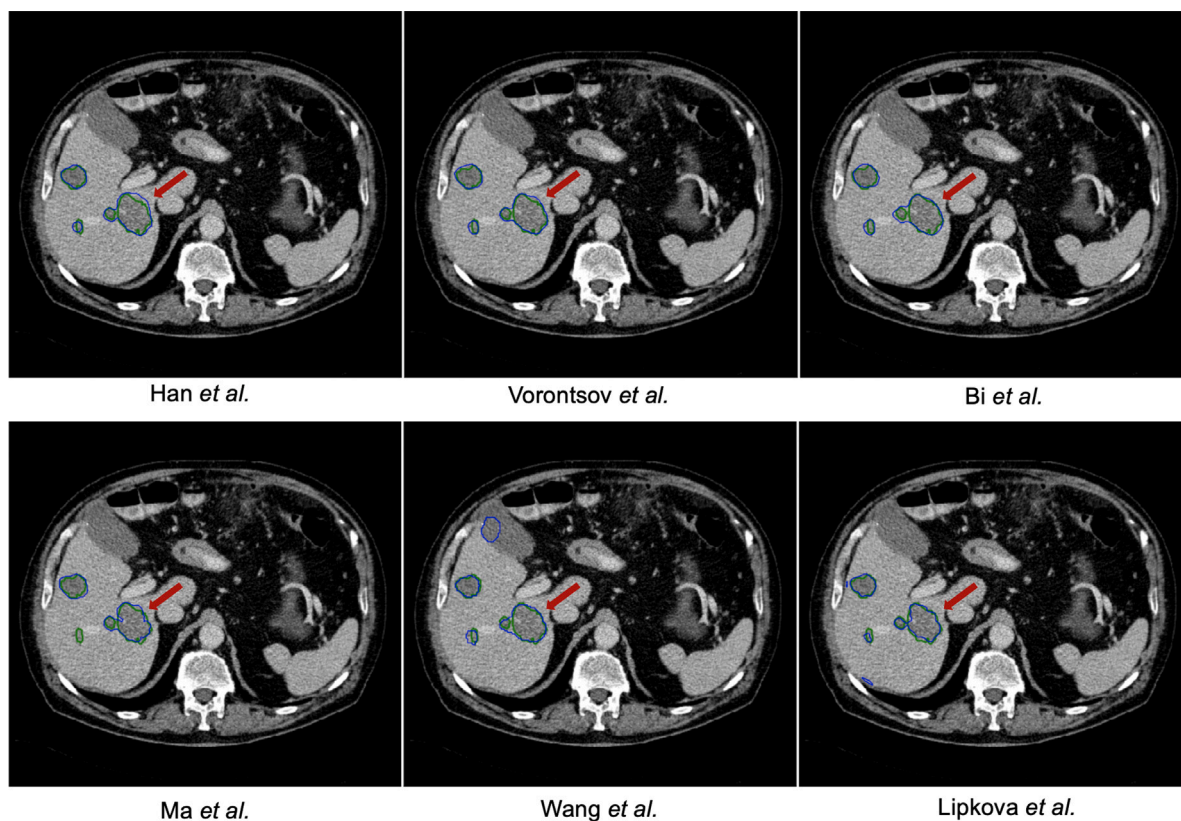 Han et al.
Vorontsov et al.
Bi et al.
Ma et al.
Wang et al.
Lipkova et al.